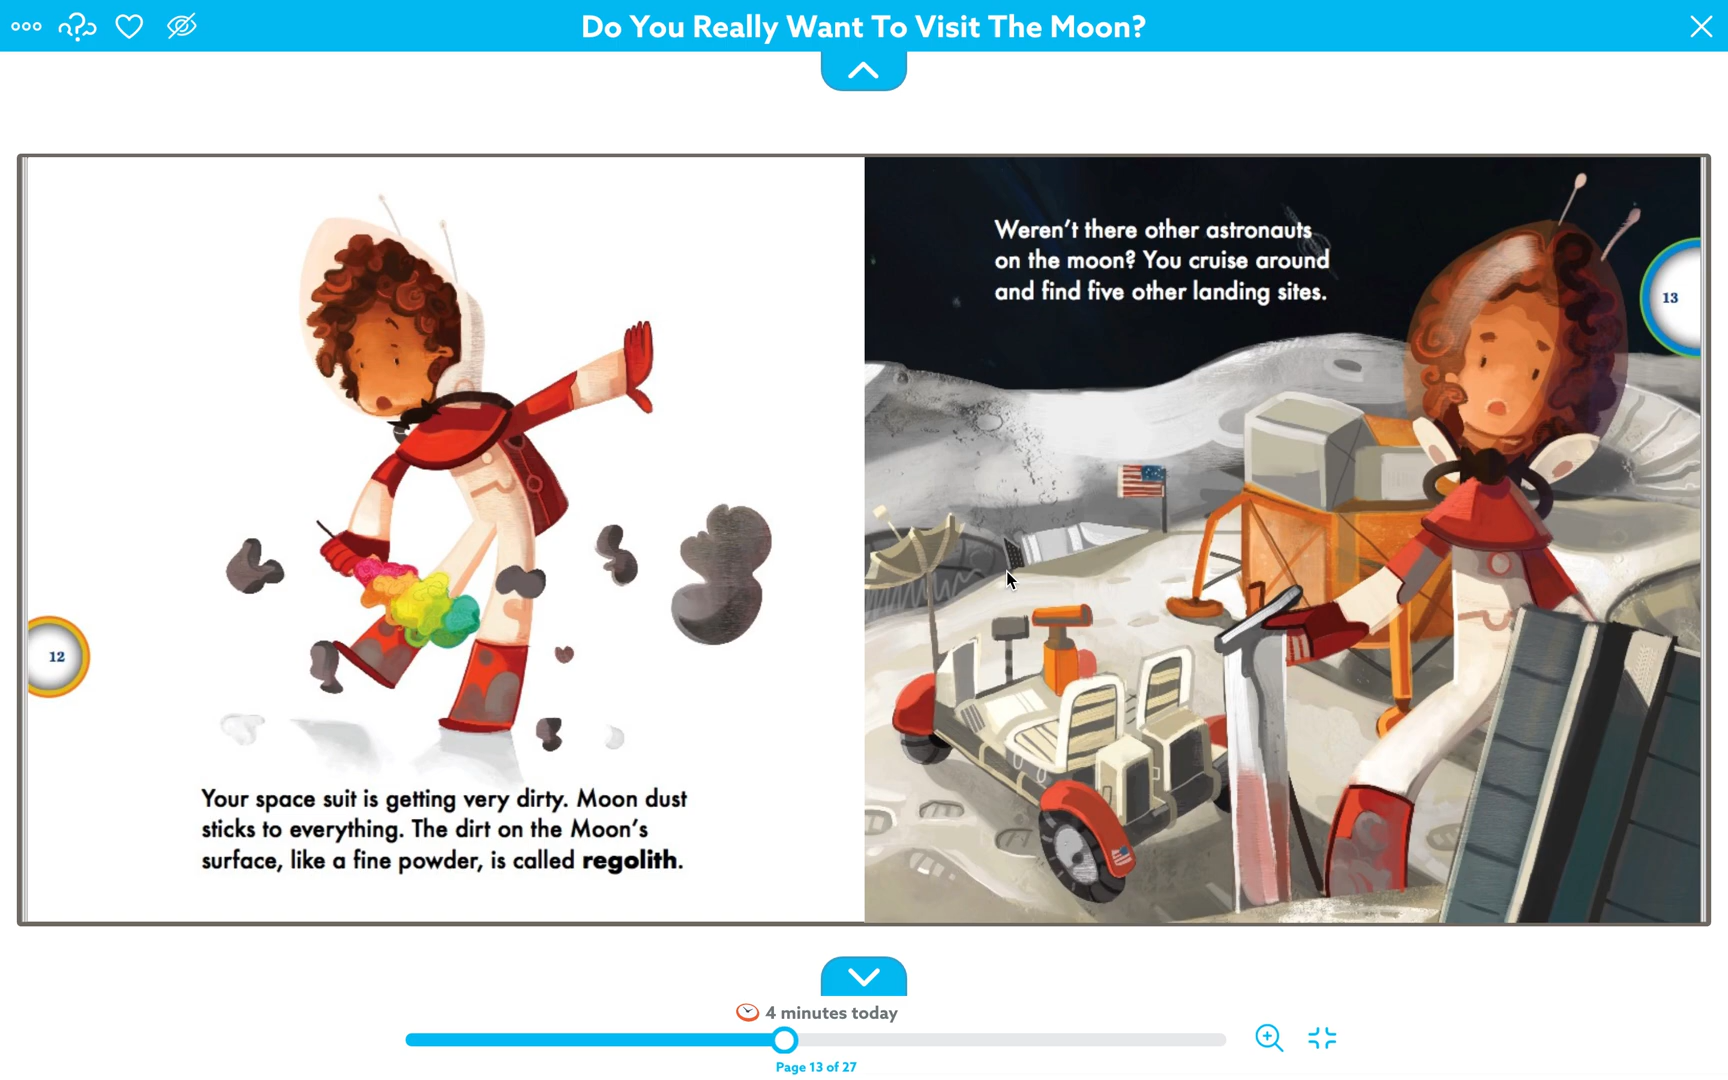 Do You Really Want To Visit The Moon?
Weren't there other astronauts
on the moon? You cruise around
and find five other landing sites.
13
12
Your space suit is getting very dirty. Moon dust
sticks to everything. The dirt on the Moon's
surface, like a fine powder, is called regolith.
4 minutes today
Page 13 of 27